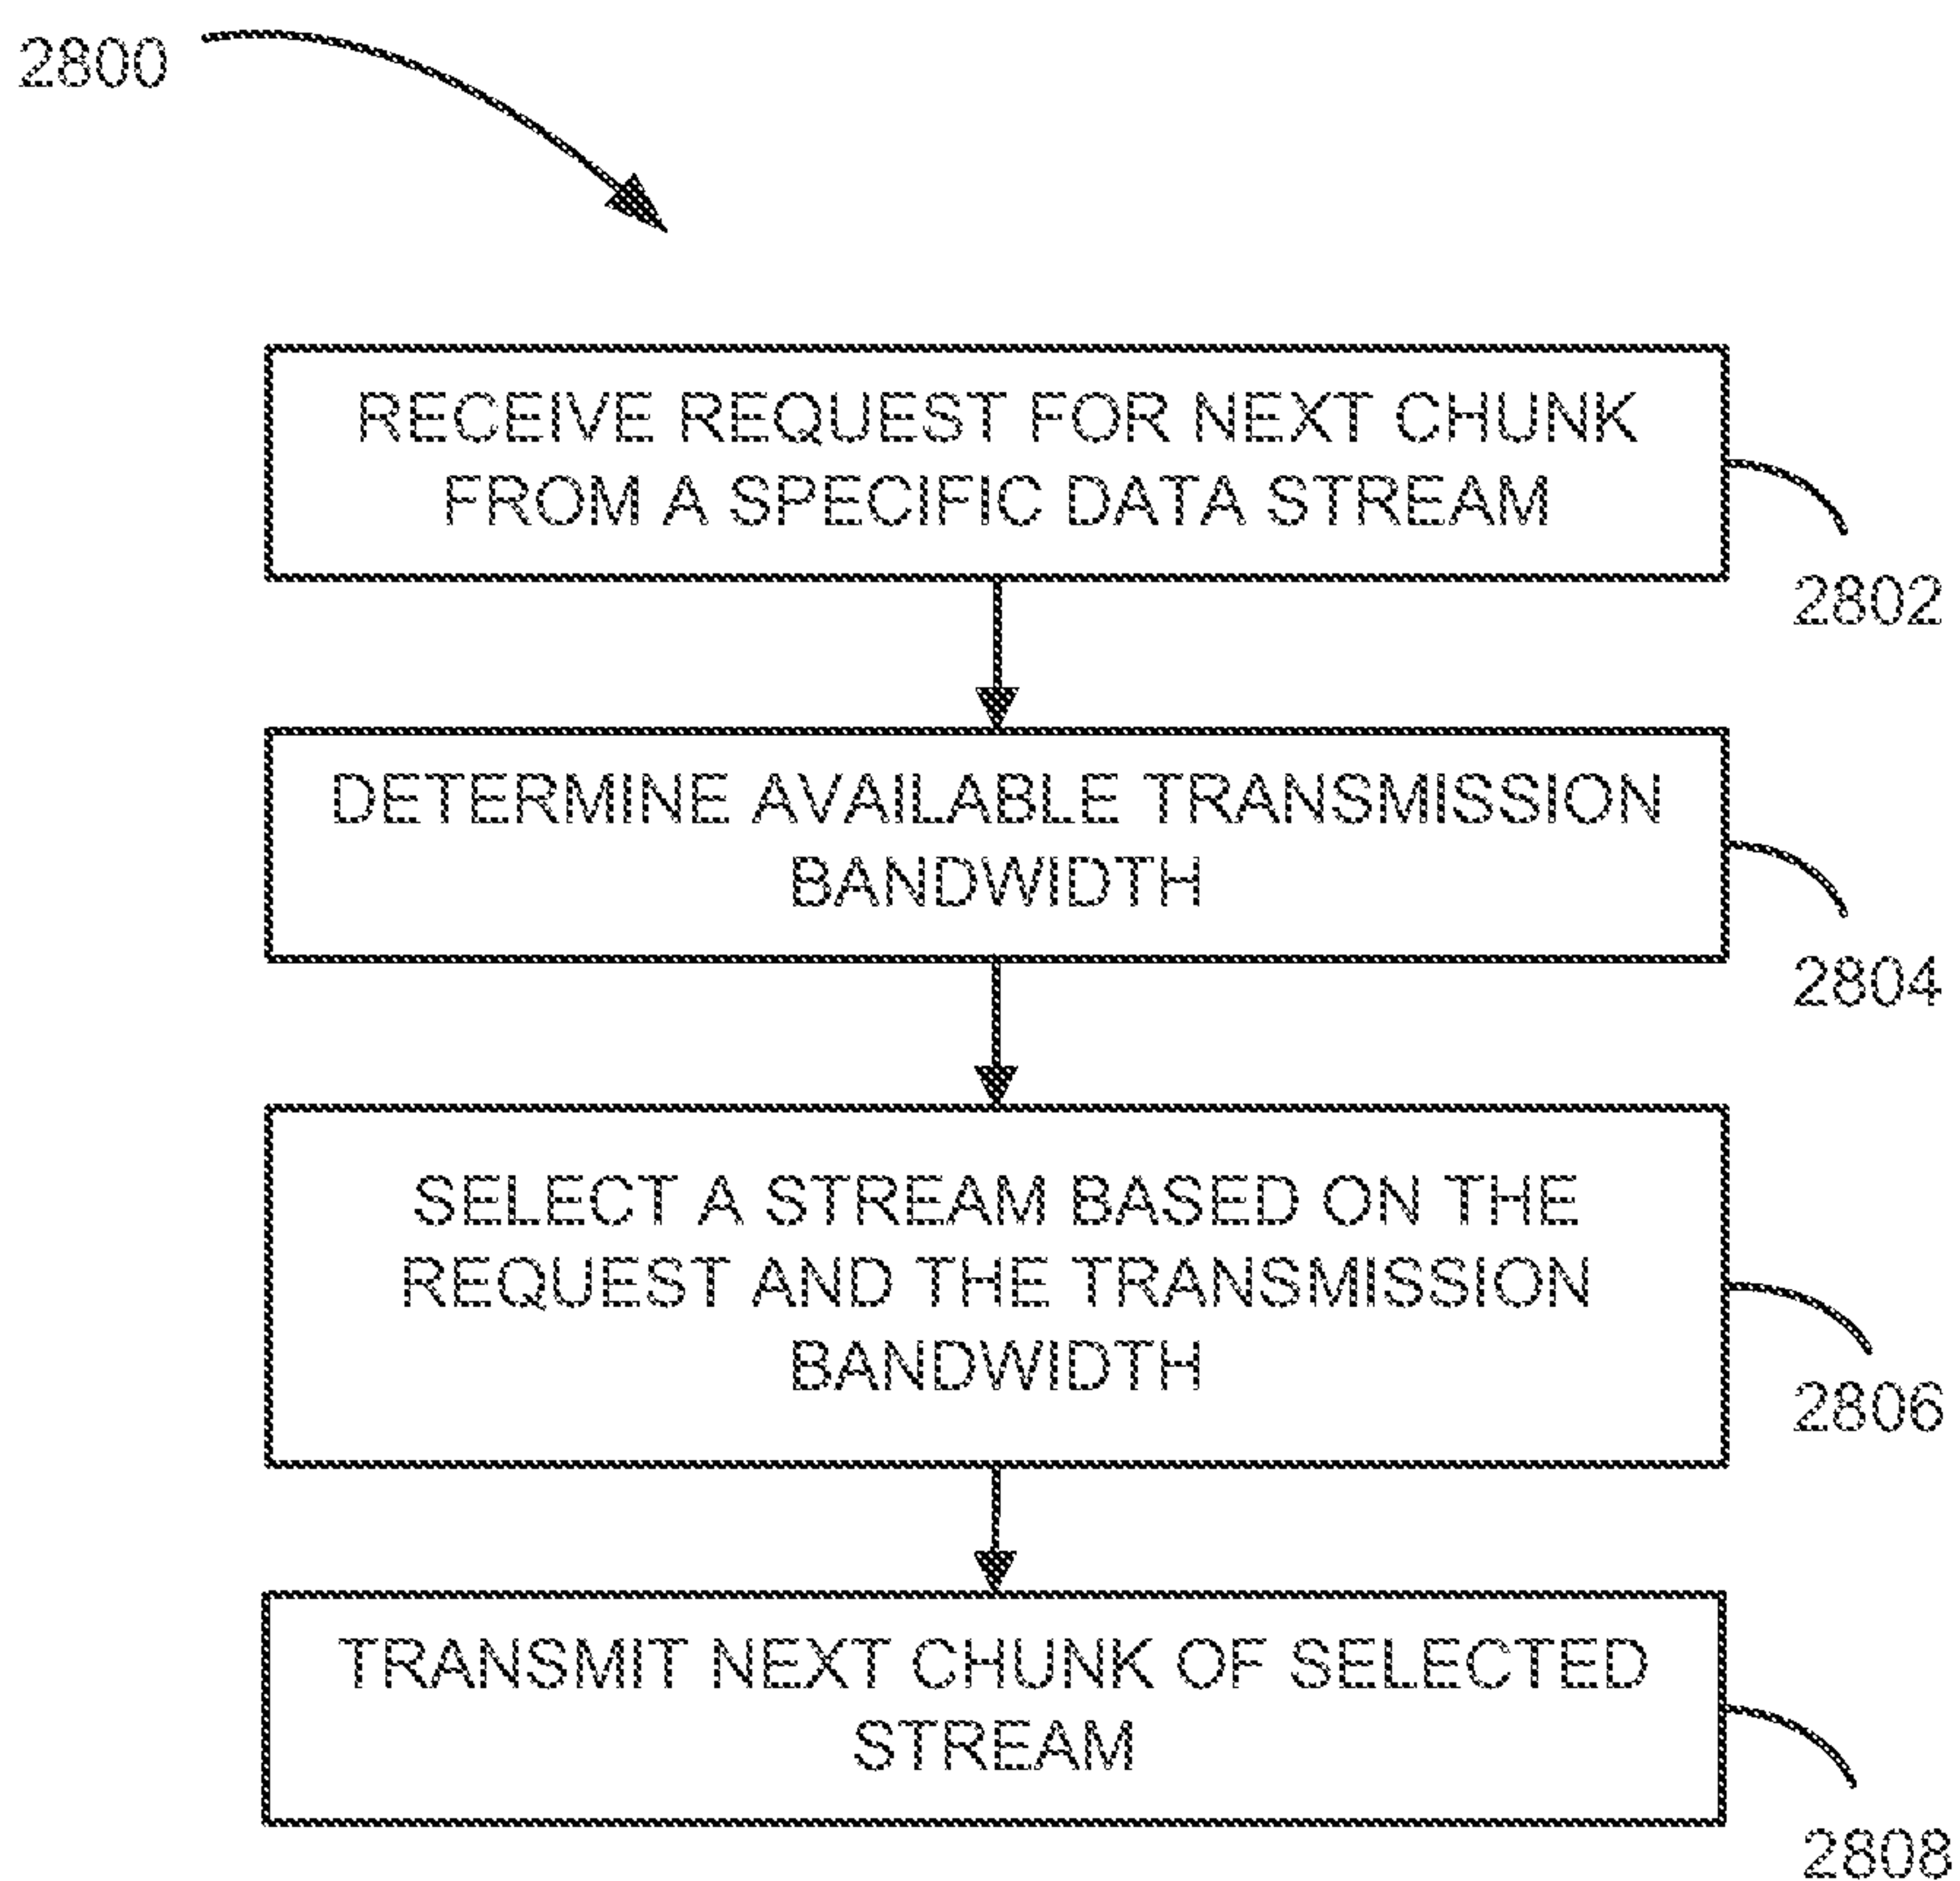 2800
RECEIVE REQUEST FOR NEXT CHUNK
FROM A SPECIFIC DATA STREAM
2802
DETERMINE AVAILABLE TRANSMISSION
BANDWIDTH
2804
SELECT A STREAM BASED ON THE
REQUEST AND THE TRANSMISSION
BANDWIDTH
2806
TRANSMIT NEXT CHUNK OF SELECTED
STREAM
2808